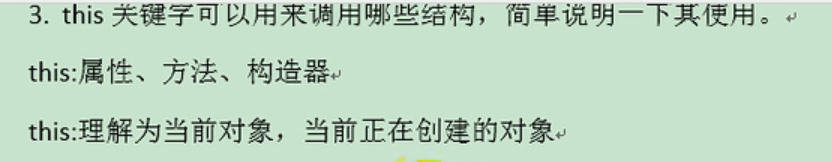 3. this 关键字可以用来调用哪些结构，简单说明一下其使用。
this:属性、方法、构造器
this:理解为当前对象，当前正在创建的对象